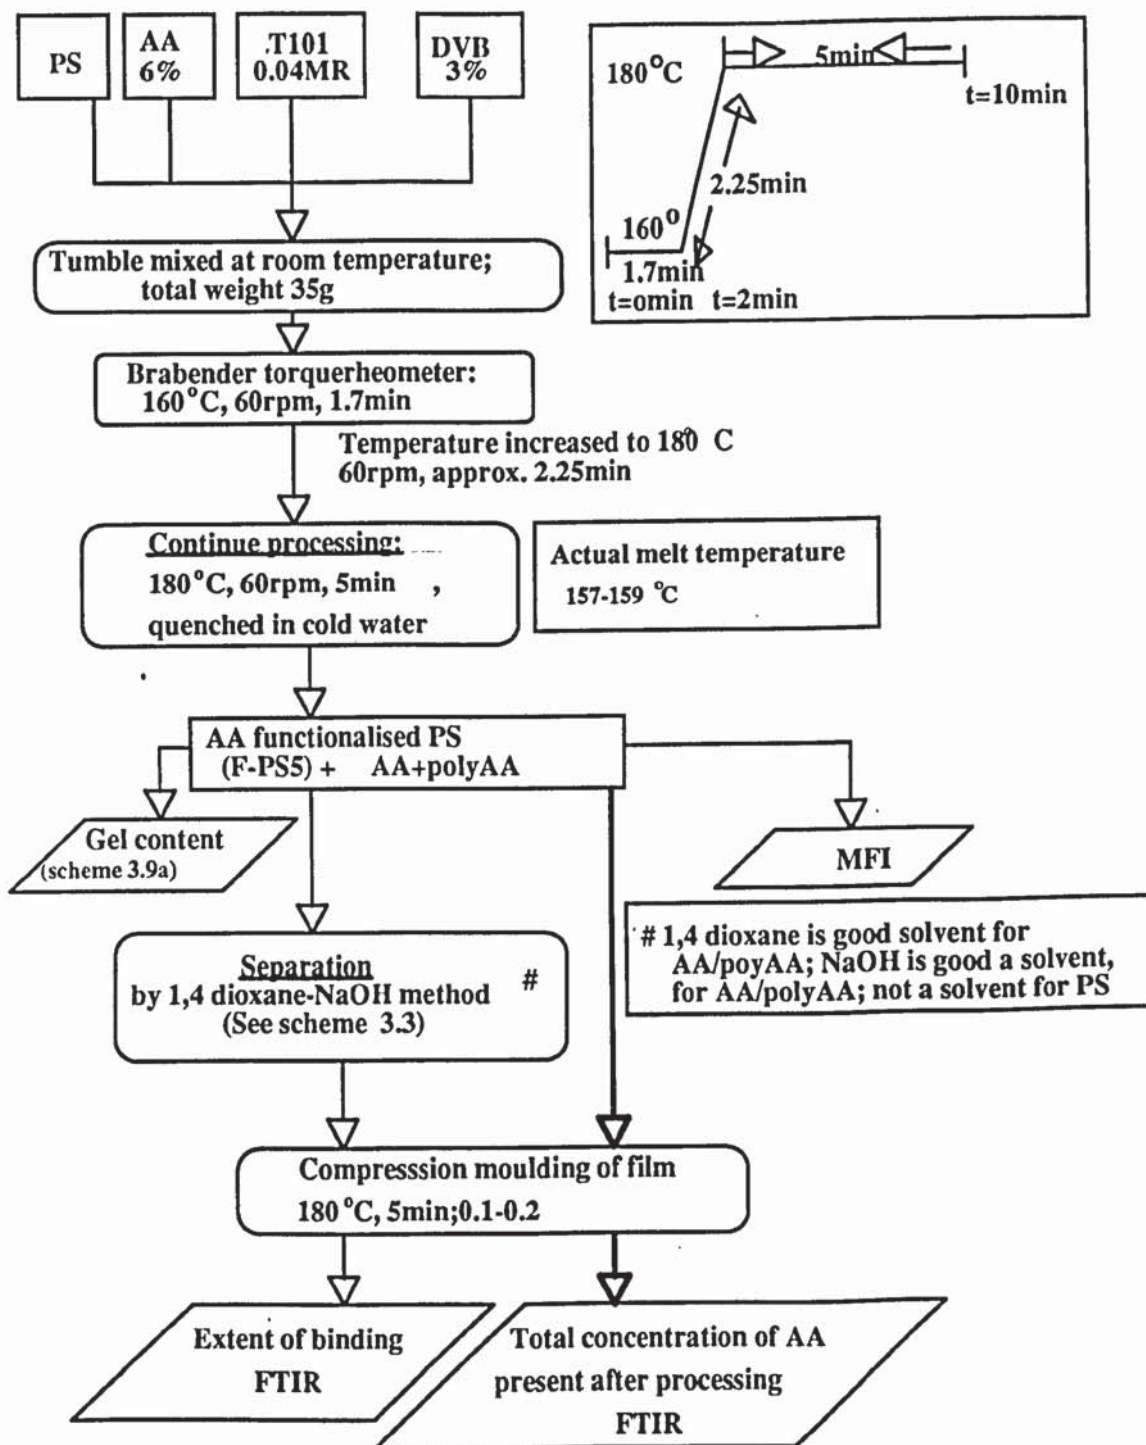 PS
AA
6%
.T101
0.04MR
DVB
3%
180°C
5min
t=10min
2.25min
160°
1.7min
t=omin t=2min
Tumble mixed at room temperature;
total weight 35g
Brabender torquerheometer:
160°C, 60rpm, 1.7min
Temperature increased to 180° C
60rpm, approx. 2.25min
Continue processing:
180°C, 60rpm, 5min ,
quenched in cold water
Actual melt temperature
157-159 °C
AA functionalised PS
(F-PS5) + AA+polyAA
Gel content
(scheme 3.9a)
MFI
Separation
by 1,4 dioxane-NaOH method #
(See scheme 3.3)
# 1,4 dioxane is good solvent for
AA/poyAA; NaOH is good a solvent,
for AA/polyAA; not a solvent for PS
Compresssion moulding of film
180°C, 5min;0.1-0.2
Extent of binding
FTIR
Total concentration of AA
present after processing
FTIR